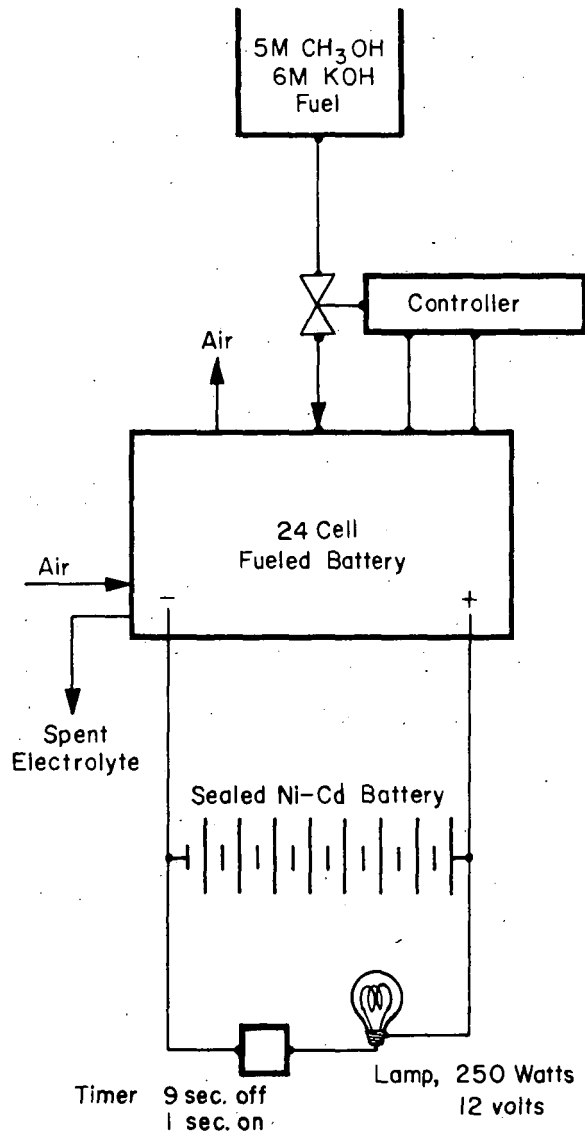 5M CH₃OH
6M KOH
Fuel
Controller
Air
24 Cell
Fueled Battery
Air
−
+
Spent
Electrolyte
Sealed Ni-Cd Battery
Timer 9 sec. off
1 sec. on
Lamp, 250 Watts
12 volts